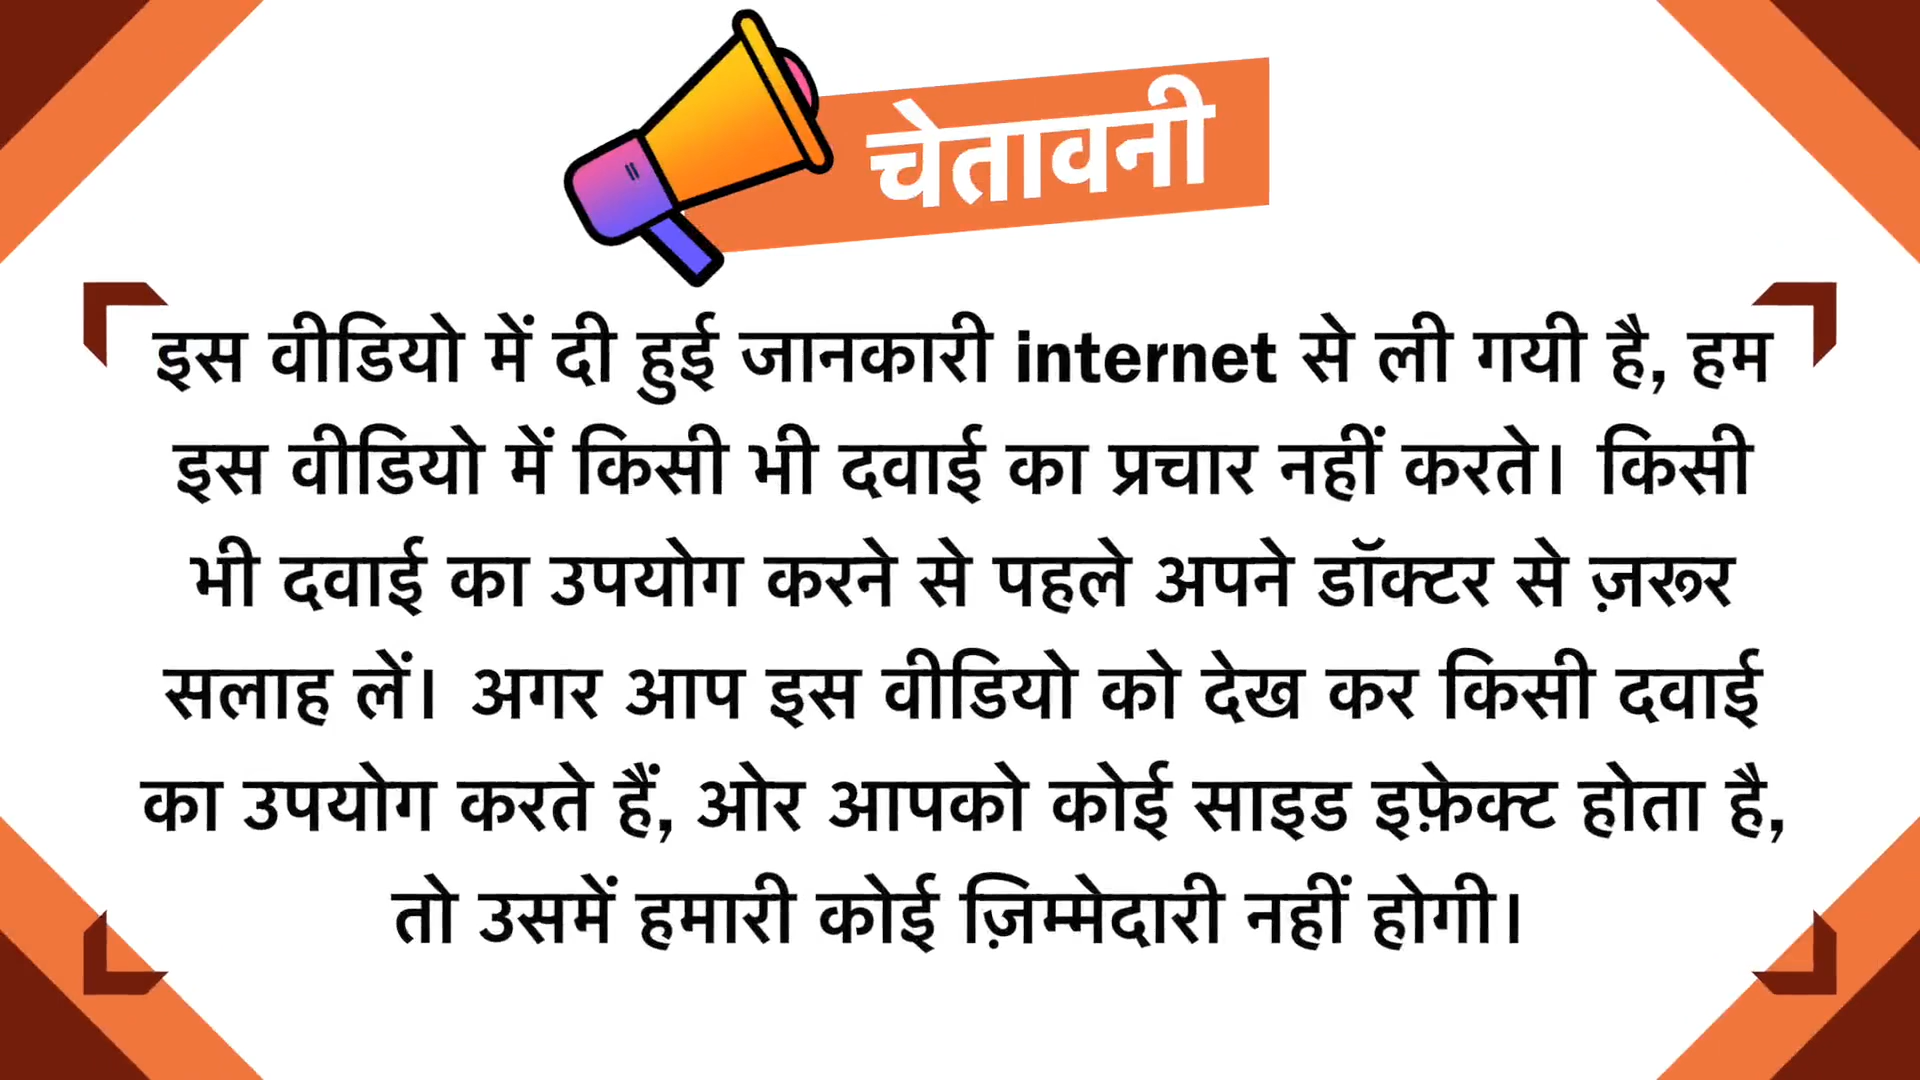 चेतावनी
इस वीडियो में दी हुई जानकारी internet से ली गयी है, हम
इस वीडियो में किसी भी दवाई का प्रचार नहीं करते। किसी
भी दवाई का उपयोग करने से पहले अपने डॉक्टर से ज़रूर
सलाह लें। अगर आप इस वीडियो को देख कर किसी दवाई
का उपयोग करते हैं, ओर आपको कोई साइड इफ़ेक्ट होता है,
तो उसमें हमारी कोई ज़िम्मेदारी नहीं होगी।